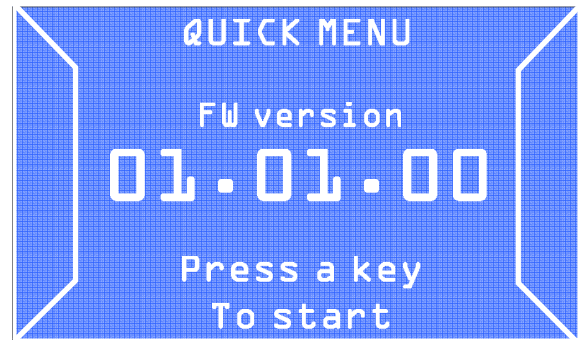 QUICK MENU
FW version
01.01.00
Press a key
To start